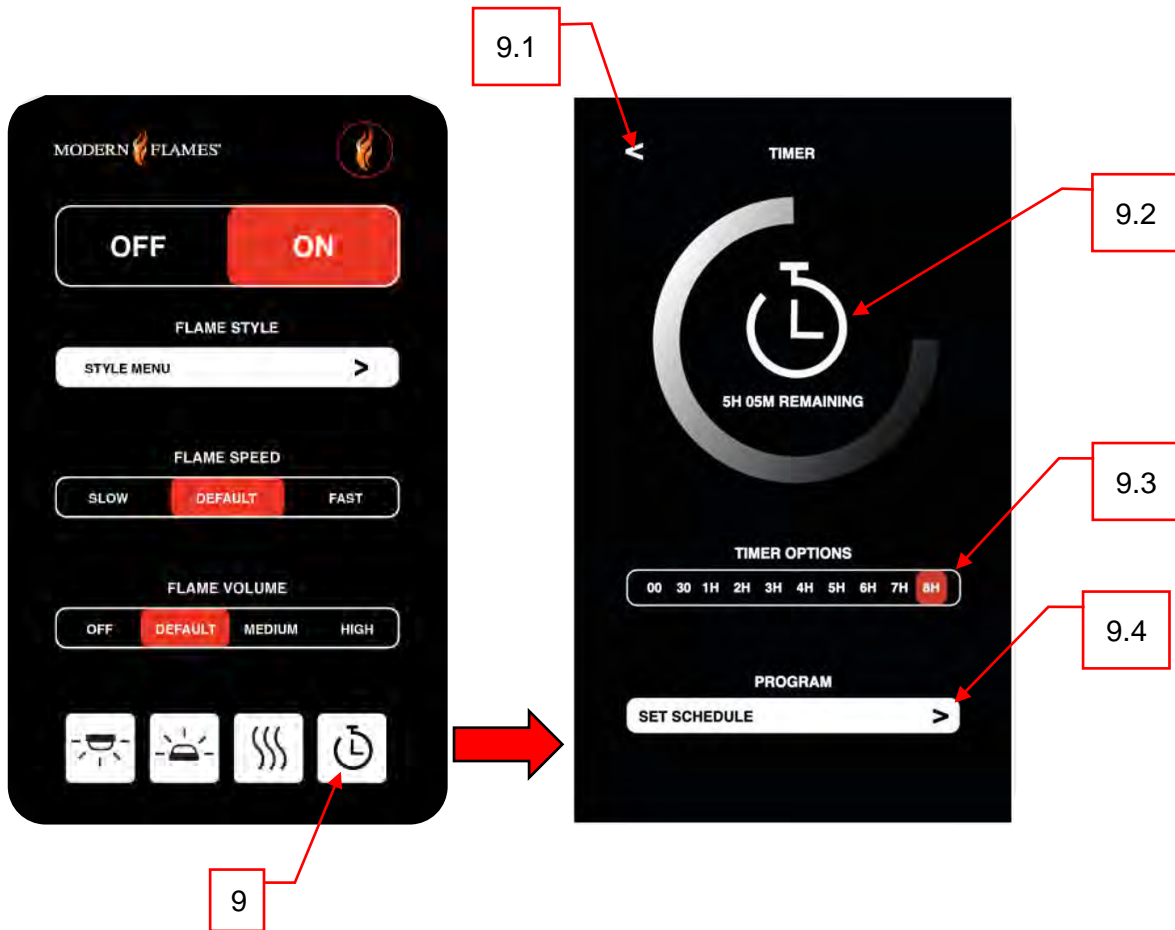 9.1
MODERN FLAMES®
TIMER
<
9.2
OFF ON
FLAME STYLE
STYLE MENU >
5H 05M REMAINING
FLAME SPEED
SLOW DEFAULT FAST
9.3
TIMER OPTIONS
00 30 1H 2H 3H 4H 5H 6H 7H 8H
FLAME VOLUME
OFF DEFAULT MEDIUM HIGH
9.4
PROGRAM
SET SCHEDULE >
9